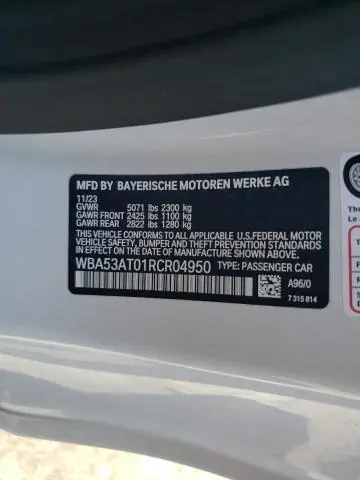 MFD BY BAYERISCHE MOTOREN WERKE AG
11/23
GVWR 5071 lbs 2300 kg
GAWR FRONT 2425 lbs 1100 kg
GAWR REAR 2822 lbs 1280 kg
THIS VEHICLE CONFORMS TO ALL APPLICABLE U.S.FEDERAL MOTOR
VEHICLE SAFETY, BUMPER AND THEFT PREVENTION STANDARDS
IN EFFECT ON THE DATE OF MANUFACTURE SHOWN ABOVE.
WBA53AT01RCR04950 TYPE: PASSENGER CAR
A96/0
7 315 814
The
Le